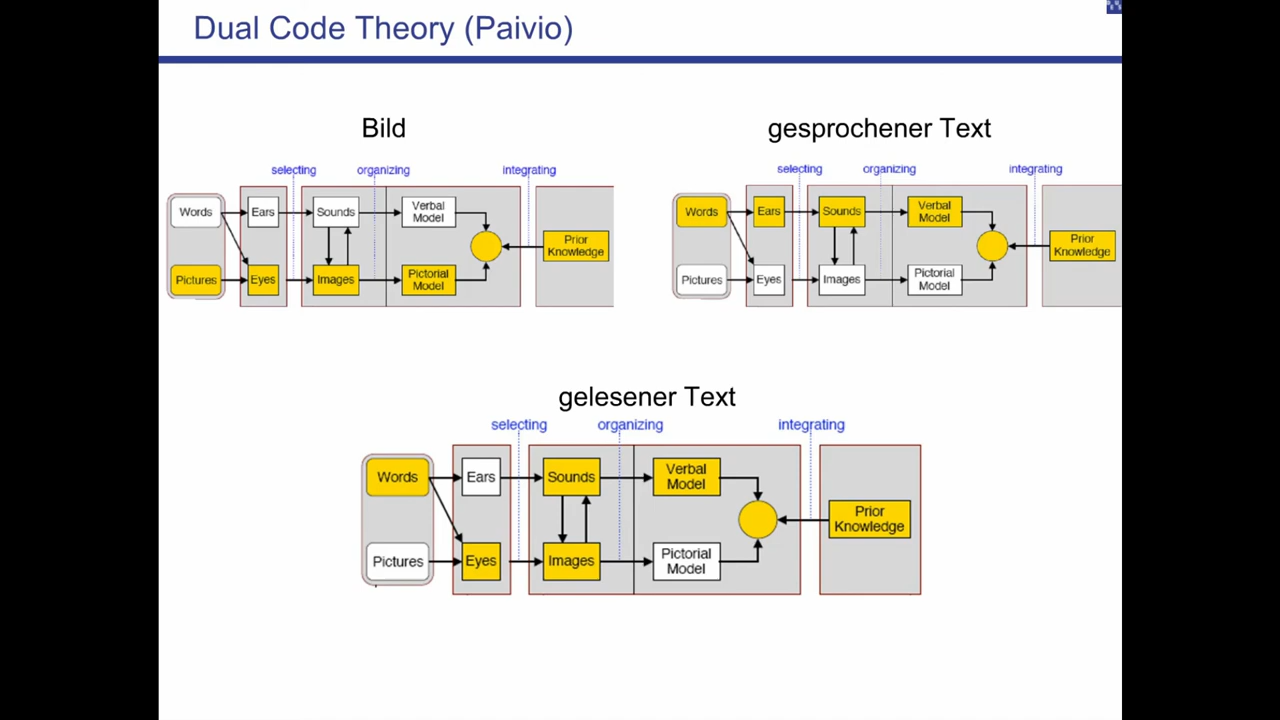 Dual Code Theory (Paivio)
Bild
selecting organizing integrating
Words Ears Sounds Verbal Model
Prior Knowledge
Pictures Eyes Images Pictorial Model
gesprochener Text
selecting organizing integrating
Words Ears Sounds Verbal Model
Prior Knowledge
Pictures Eyes Images Pictorial Model
gelesener Text
selecting organizing integrating
Words Ears Sounds Verbal Model
Prior Knowledge
Pictures Eyes Images Pictorial Model